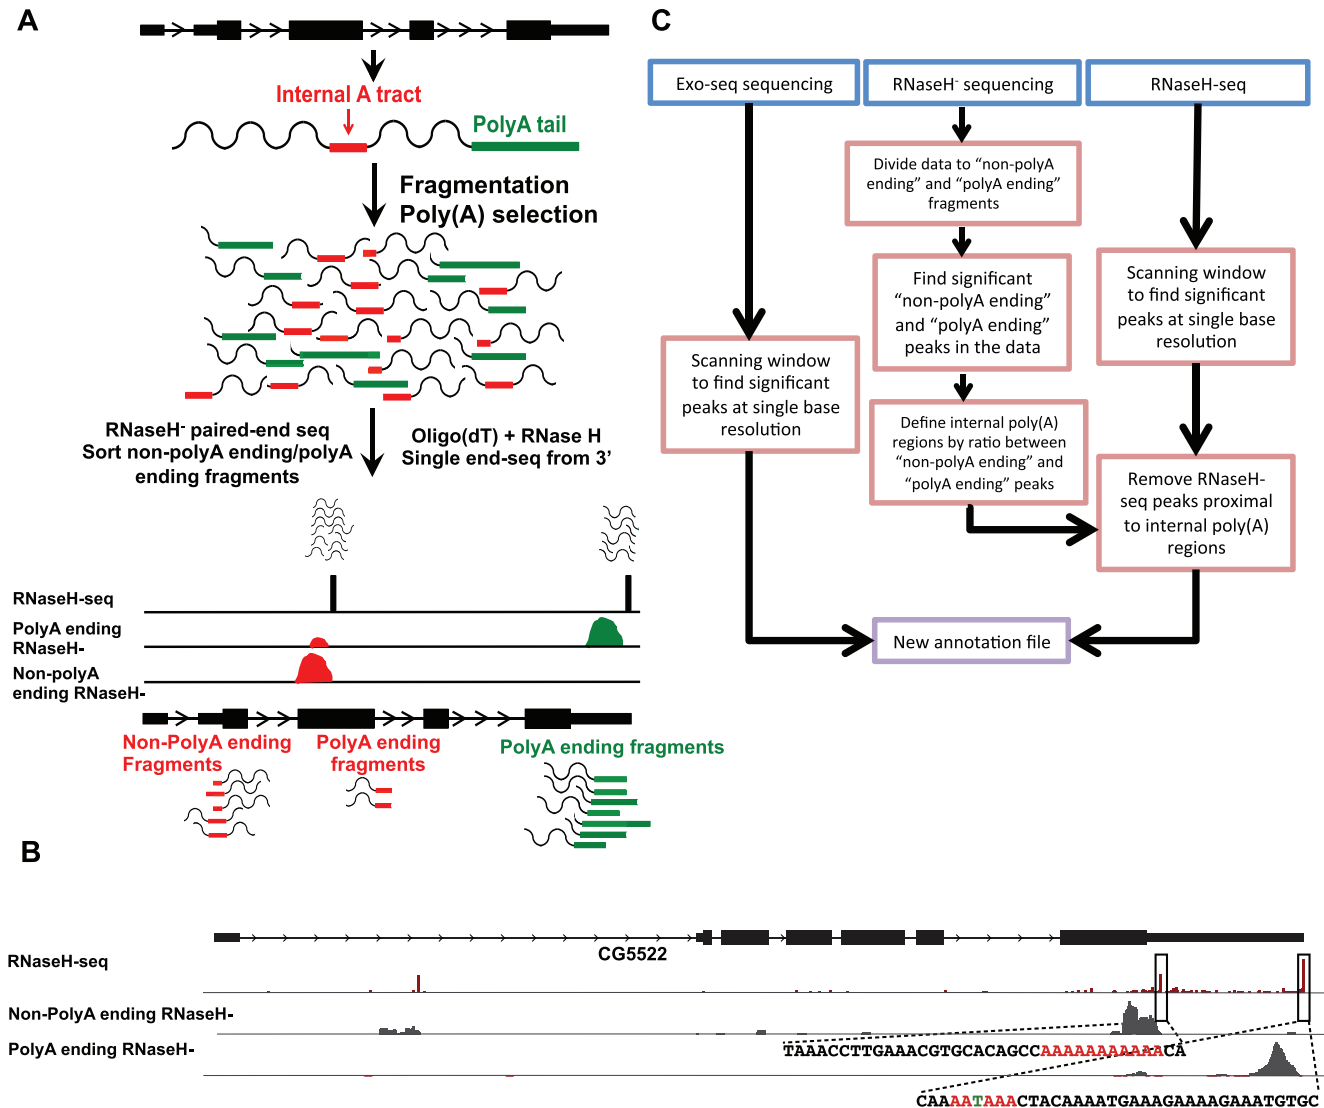 A
Internal A tract
PolyA tail
Fragmentation
Poly(A) selection
RNaseH- paired-end seq
Sort non-polyA ending/polyA
ending fragments
Oligo(dT) + RNase H
Single end-seq from 3’
RNaseH-seq
PolyA ending
RNaseH-
Non-polyA
ending RNaseH-
Non-PolyA ending
Fragments
PolyA ending
fragments
PolyA ending fragments
C
Exo-seq sequencing
RNaseH- sequencing
RNaseH-seq
Divide data to “non-polyA
ending” and “polyA ending”
fragments
Find significant
“non-polyA ending”
and “polyA ending”
peaks in the data
Scanning window
to find significant
peaks at single base
resolution
Scanning window
to find significant
peaks at single base
resolution
Define internal poly(A)
regions by ratio between
“non-polyA ending” and
“polyA ending” peaks
Remove RNaseH-
seq peaks proximal
to internal poly(A)
regions
New annotation file
B
CG5522
RNaseH-seq
Non-PolyA ending RNaseH-
PolyA ending RNaseH-
TAAACCTTGAAACGTGCACAGCCAAAAAAAAAAAACA
CAAAATAAACTACAAAATGAAAGAAAAGAAATGTGC